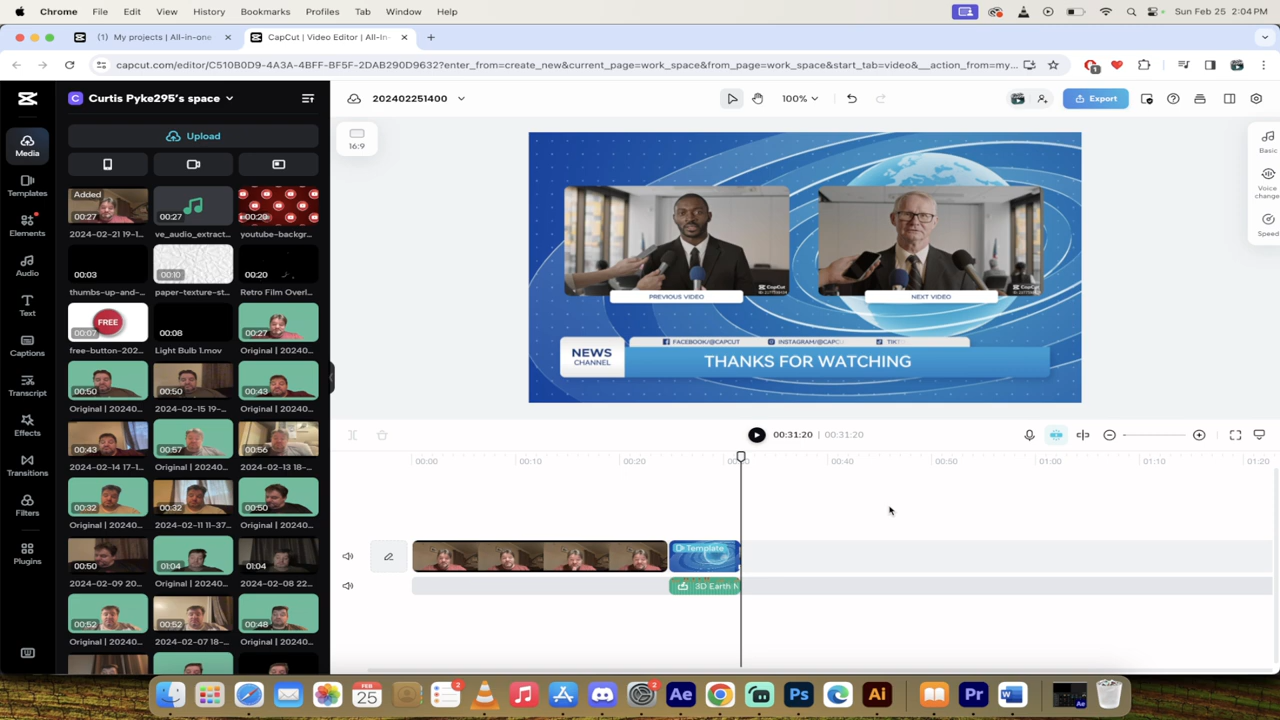 Chrome File Edit View History Bookmarks Profiles Tab Window Help Sun Feb 25 2:04 PM
(1) My projects | All-in-one CapCut | Video Editor | All-In-
capcut.com/editor/C510B0D9-4A3A-4BFF-BF5F-2DAB290D9632?enter_from=create_new&current_page=work_space&from_page=work_space&start_tab=video&__action_from=my...
C Curtis Pyke295's space
202402251400
100%
Export
Upload
16:9
Media
Templates
Elements
Audio
Text
Captions
Transcript
Effects
Transitions
Filters
Plugins
Added
00:27 00:27 00:29
2024-02-21 19-1... ve_audio_extract... youtube-backgr...
00:03 00:10 00:20
thumbs-up-and-... paper-texture-st... Retro Film Overl...
FREE
00:07 00:08 00:27
free-button-202... Light Bulb 1.mov Original | 20240...
00:50 00:50 00:43
Original | 20240... 2024-02-15 19-... Original | 20240...
00:43 00:57 00:56
2024-02-14 17-1... Original | 20240... 2024-02-13 18-...
00:32 00:32 00:50
Original | 20240... 2024-02-11 11-37... Original | 20240...
00:50 01:04 01:04
2024-02-09 20... Original | 20240... 2024-02-08 22...
00:52 00:52 00:48
Original | 20240... 2024-02-07 18-... Original | 20240...
CapCut CapCut
PREVIOUS VIDEO NEXT VIDEO
FACEBOOK/@CAPCUT INSTAGRAM/@CAPC TIKT
NEWS
CHANNEL
THANKS FOR WATCHING
Basic
Voice
change
Speed
00:31:20 | 00:31:20
00:00 00:10 00:20 00:40 00:50 01:00 01:10 01:20
Template
3D Earth N
FEB
25
2
2
Ae
Ps
Ai
Pr
W
Ae